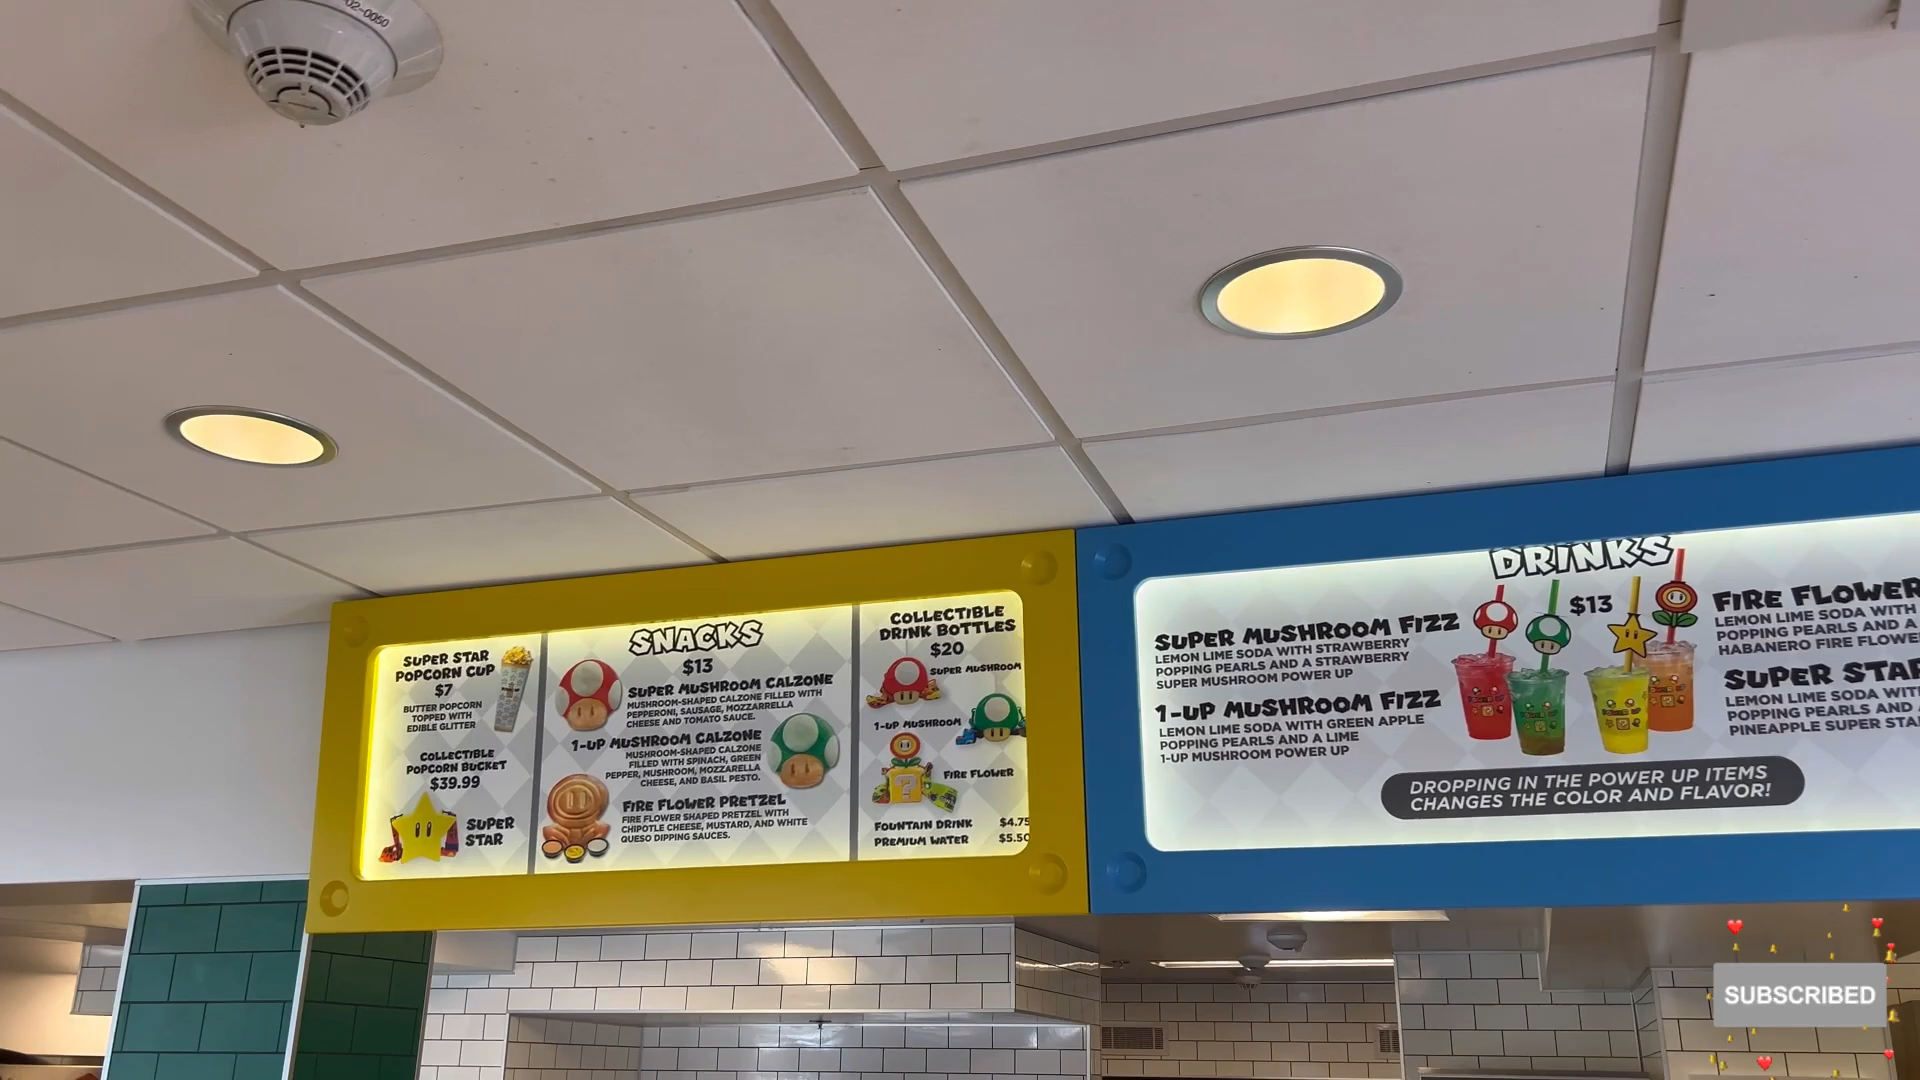 02-0050
SUPER STAR
POPCORN CUP
$7
BUTTER POPCORN
TOPPED WITH
EDIBLE GLITTER
COLLECTIBLE
POPCORN BUCKET
$39.99
SUPER
STAR
SNACKS
$13
SUPER MUSHROOM CALZONE
MUSHROOM-SHAPED CALZONE FILLED WITH
PEPPERONI, SAUSAGE, MOZZARRELLA
CHEESE AND TOMATO SAUCE.
1-UP MUSHROOM CALZONE
MUSHROOM-SHAPED CALZONE
FILLED WITH SPINACH, GREEN
PEPPER, MUSHROOM, MOZZARELLA
CHEESE, AND BASIL PESTO.
FIRE FLOWER PRETZEL
FIRE FLOWER SHAPED PRETZEL WITH
CHIPOTLE CHEESE, MUSTARD, AND WHITE
QUESO DIPPING SAUCES.
COLLECTIBLE
DRINK BOTTLES
$20
SUPER MUSHROOM
1-UP MUSHROOM
FIRE FLOWER
FOUNTAIN DRINK $4.75
PREMIUM WATER $5.50
DRINKS
$13
SUPER MUSHROOM FIZZ
LEMON LIME SODA WITH STRAWBERRY
POPPING PEARLS AND A STRAWBERRY
SUPER MUSHROOM POWER UP
1-UP MUSHROOM FIZZ
LEMON LIME SODA WITH GREEN APPLE
POPPING PEARLS AND A LIME
1-UP MUSHROOM POWER UP
FIRE FLOWER
LEMON LIME SODA WITH
POPPING PEARLS AND A
HABANERO FIRE FLOWER
SUPER STAR
LEMON LIME SODA WITH
POPPING PEARLS AND
PINEAPPLE SUPER STAR
DROPPING IN THE POWER UP ITEMS
CHANGES THE COLOR AND FLAVOR!
SUBSCRIBED